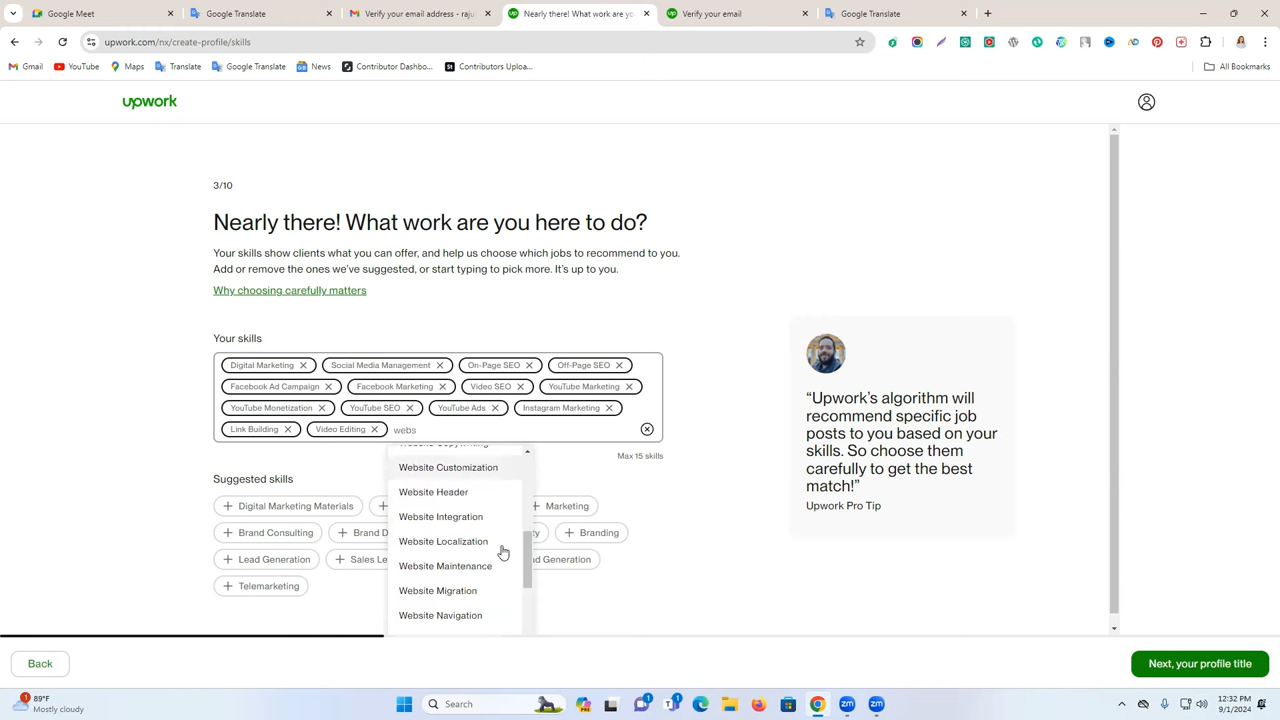 Google Meet
Google Translate
Verify your email address - raju
Nearly there! What work are yo
Verify your email
Google Translate
upwork.com/nx/create-profile/skills
Gmail
YouTube
Maps
Translate
Google Translate
News
Contributor Dashbo...
Contributors Uploa...
All Bookmarks
upwork
3/10
Nearly there! What work are you here to do?
Your skills show clients what you can offer, and help us choose which jobs to recommend to you.
Add or remove the ones we've suggested, or start typing to pick more. It's up to you.
Why choosing carefully matters
Your skills
Digital Marketing
Social Media Management
On-Page SEO
Off-Page SEO
Facebook Ad Campaign
Facebook Marketing
Video SEO
YouTube Marketing
YouTube Monetization
YouTube SEO
YouTube Ads
Instagram Marketing
Link Building
Video Editing
webs
Max 15 skills
Website Customization
Website Header
Website Integration
Website Localization
Website Maintenance
Website Migration
Website Navigation
Suggested skills
Digital Marketing Materials
Marketing
Brand Consulting
Brand D
Branding
Lead Generation
Sales Le
d Generation
Telemarketing
"Upwork's algorithm will
recommend specific job
posts to you based on your
skills. So choose them
carefully to get the best
match!"
Upwork Pro Tip
Back
Next, your profile title
1
89°F
Mostly cloudy
Search
1
1
12:32 PM
9/1/2024